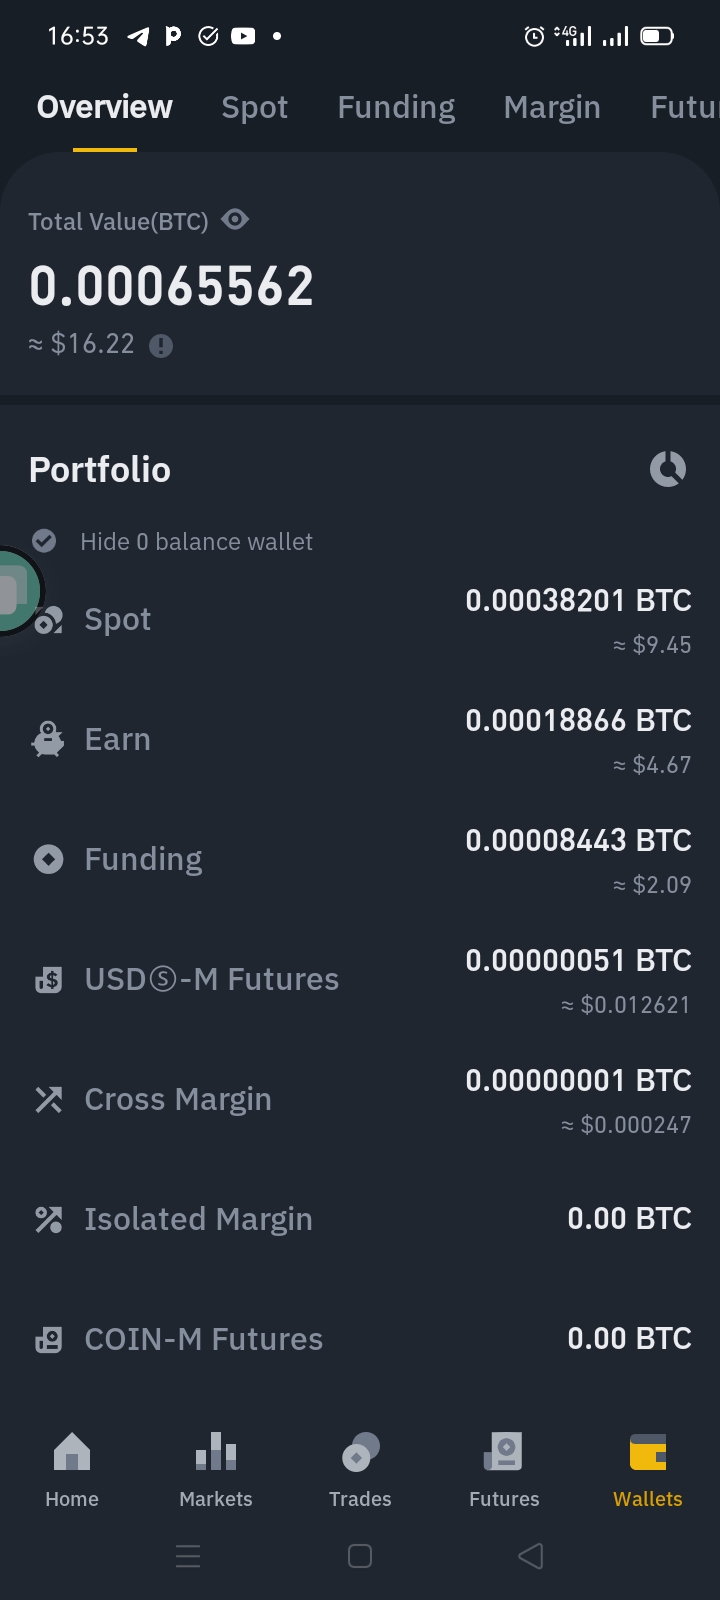 16:53
4G
Overview Spot Funding Margin Futu
Total Value(BTC)
0.00065562
≈ $16.22
Portfolio
Hide 0 balance wallet
Spot 0.00038201 BTC
≈ $9.45
Earn 0.00018866 BTC
≈ $4.67
Funding 0.00008443 BTC
≈ $2.09
USDⓈ-M Futures 0.00000051 BTC
≈ $0.012621
Cross Margin 0.00000001 BTC
≈ $0.000247
Isolated Margin 0.00 BTC
COIN-M Futures 0.00 BTC
Home Markets Trades Futures Wallets